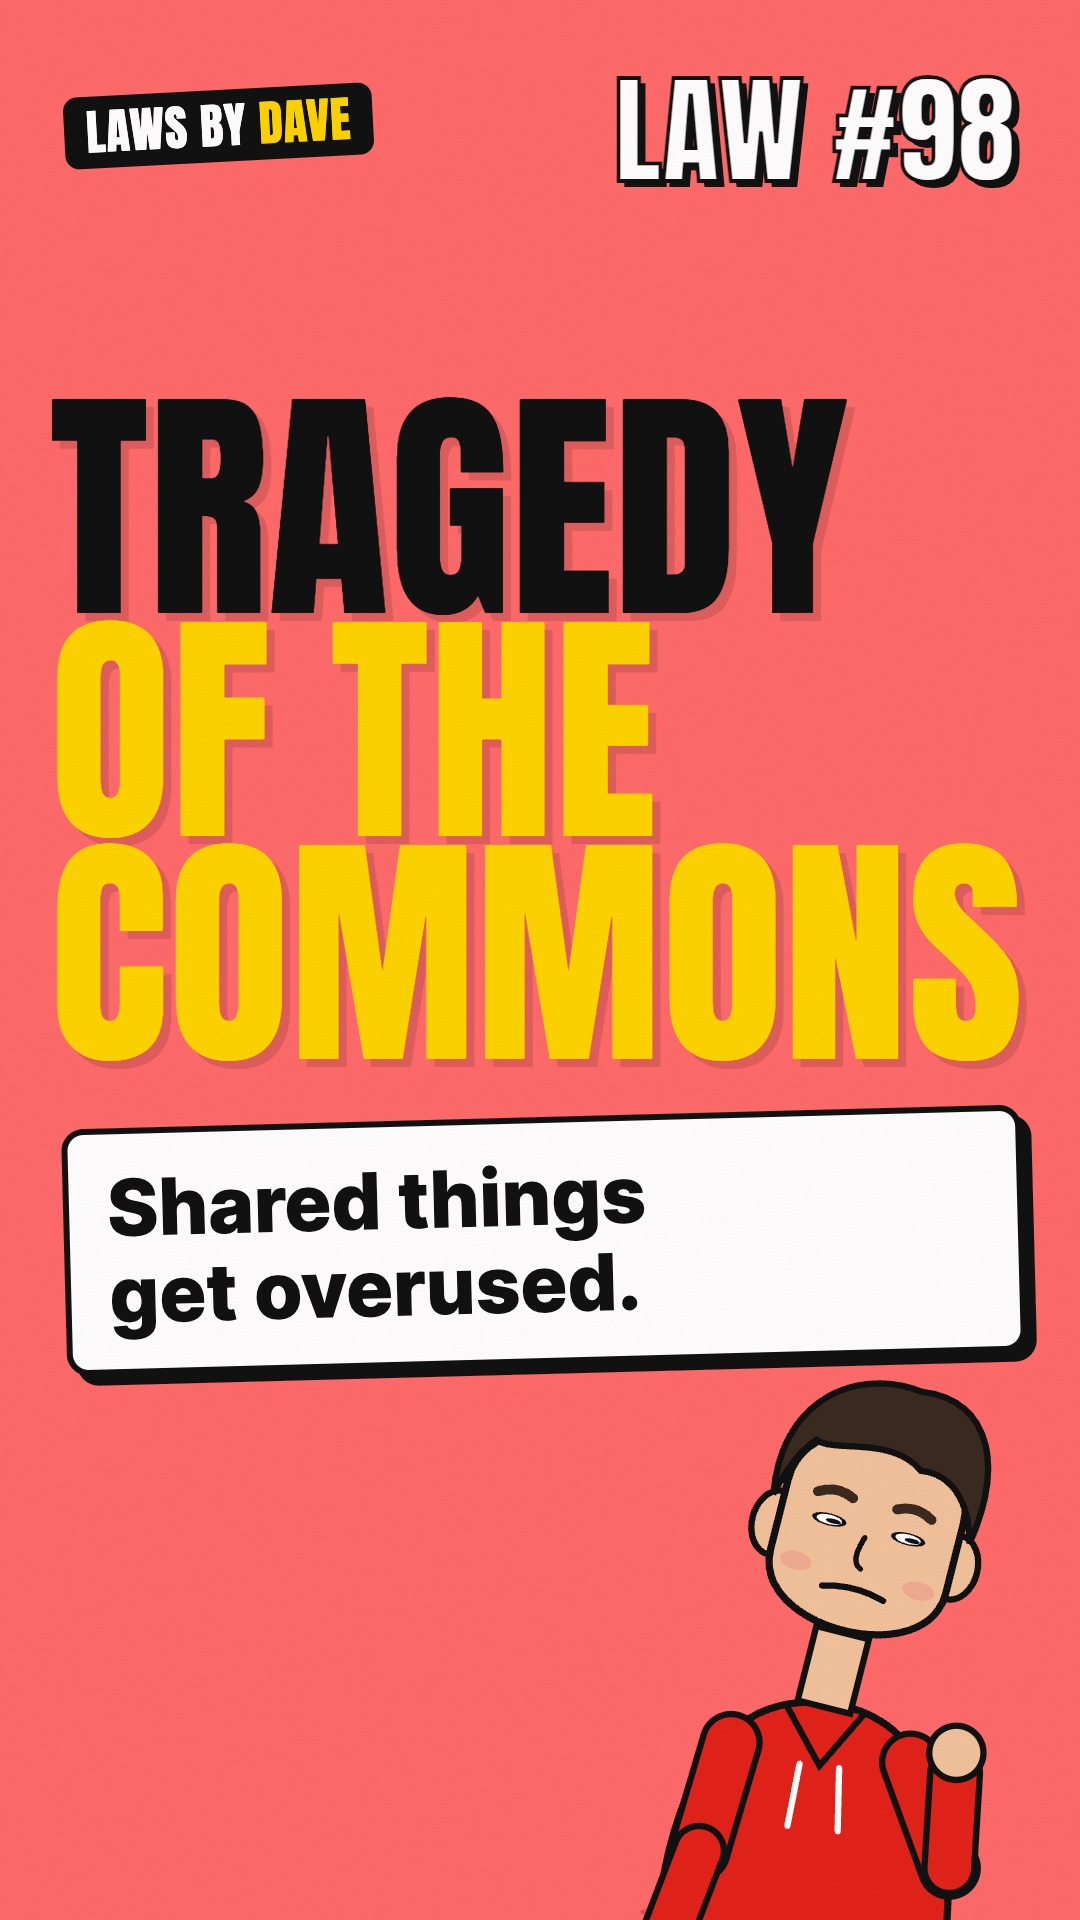 LAWS BY DAVE
LAW #98
TRAGEDY
OF THE
COMMONS
Shared things
get overused.